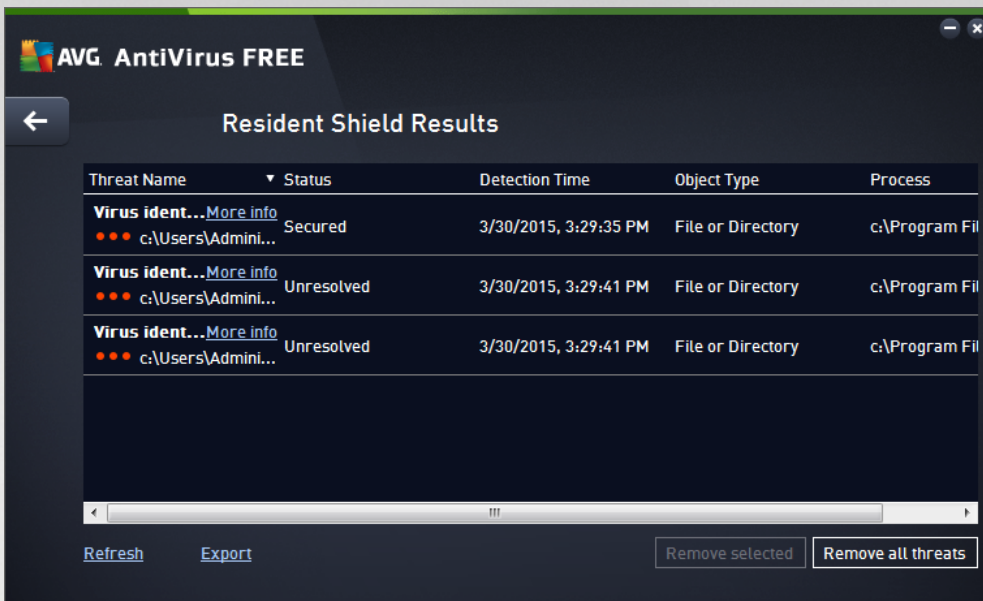 AVG AntiVirus FREE
Resident Shield Results
Threat Name Status Detection Time Object Type Process
Virus ident...More info
c:\Users\Admini... Secured 3/30/2015, 3:29:35 PM File or Directory c:\Program Fil
Virus ident...More info
c:\Users\Admini... Unresolved 3/30/2015, 3:29:41 PM File or Directory c:\Program Fil
Virus ident...More info
c:\Users\Admini... Unresolved 3/30/2015, 3:29:41 PM File or Directory c:\Program Fil
Refresh Export Remove selected Remove all threats